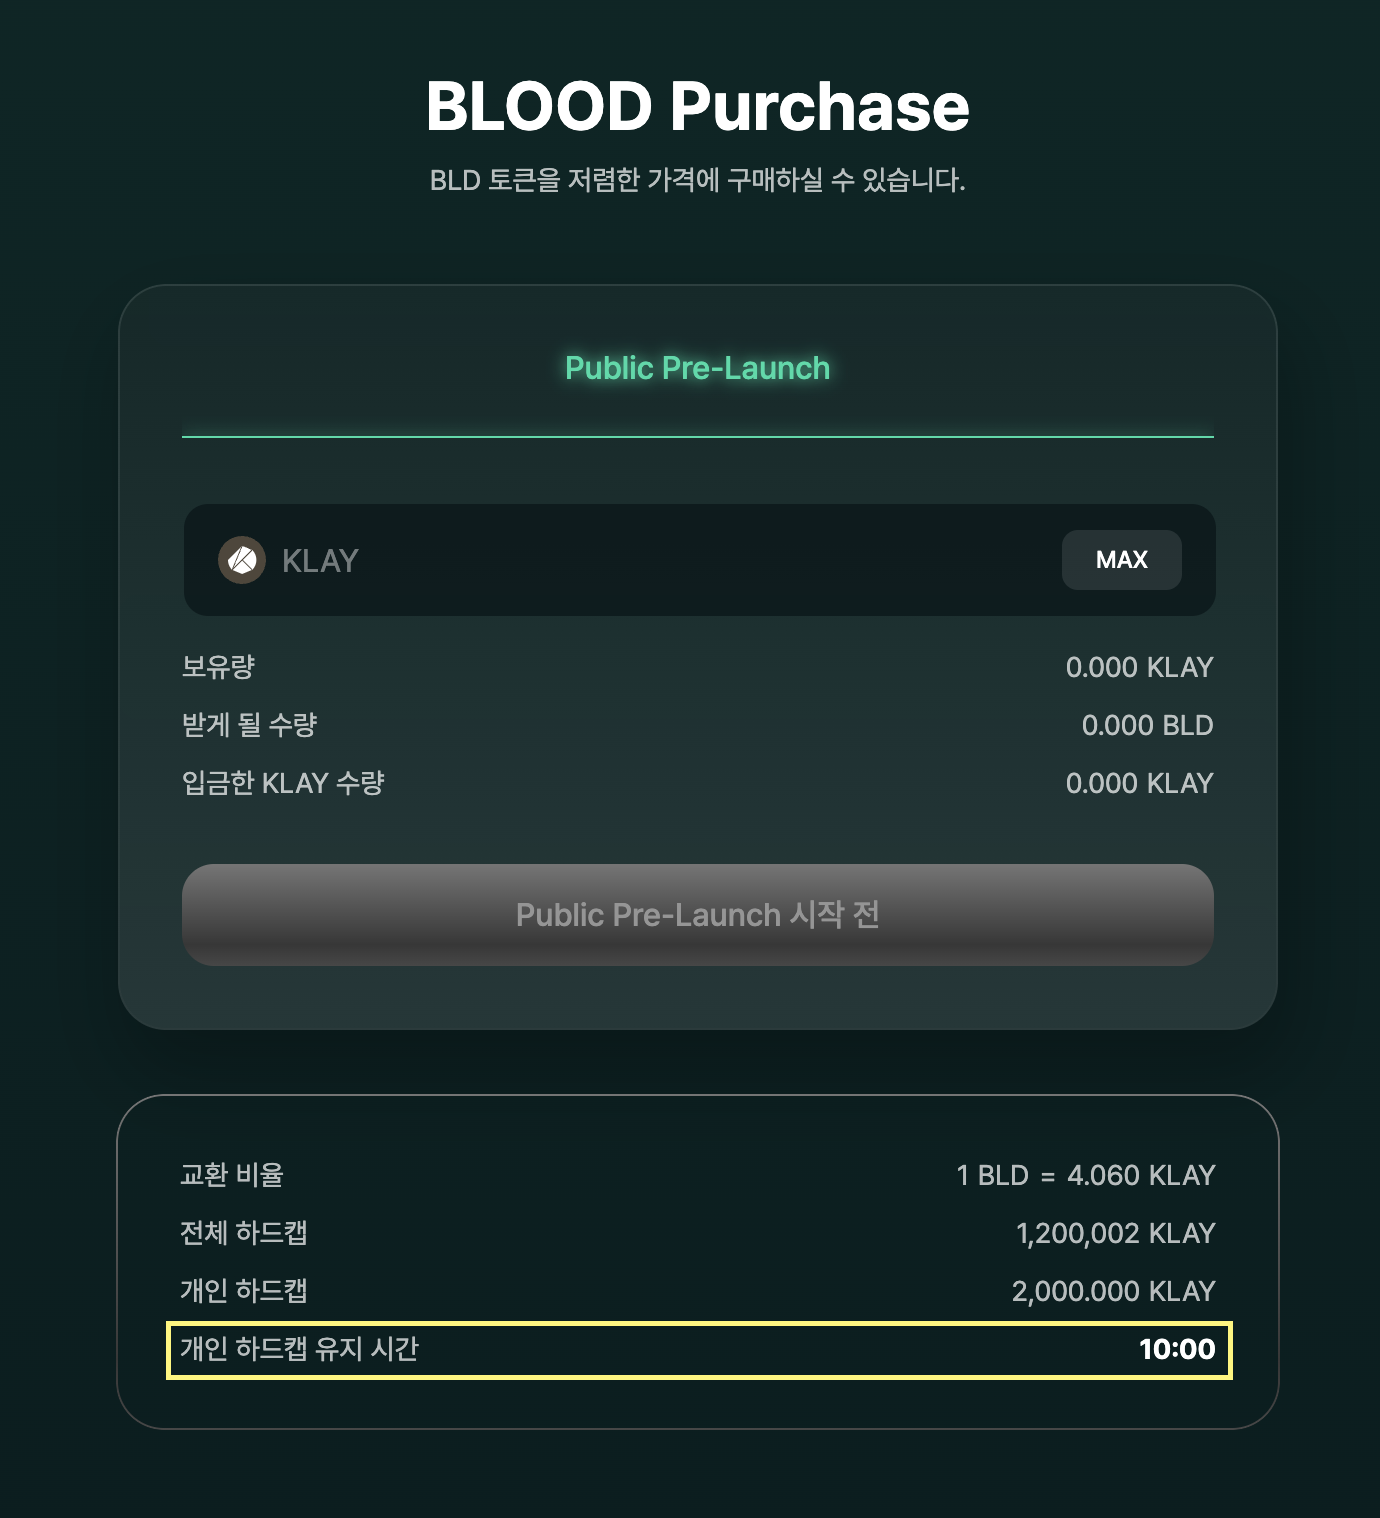 BLOOD Purchase
BLD 토큰을 저렴한 가격에 구매하실 수 있습니다.
Public Pre-Launch
KLAY MAX
보유량 0.000 KLAY
받게 될 수량 0.000 BLD
입금한 KLAY 수량 0.000 KLAY
Public Pre-Launch 시작 전
교환 비율 1 BLD = 4.060 KLAY
전체 하드캡 1,200,002 KLAY
개인 하드캡 2,000.000 KLAY
개인 하드캡 유지 시간 10:00